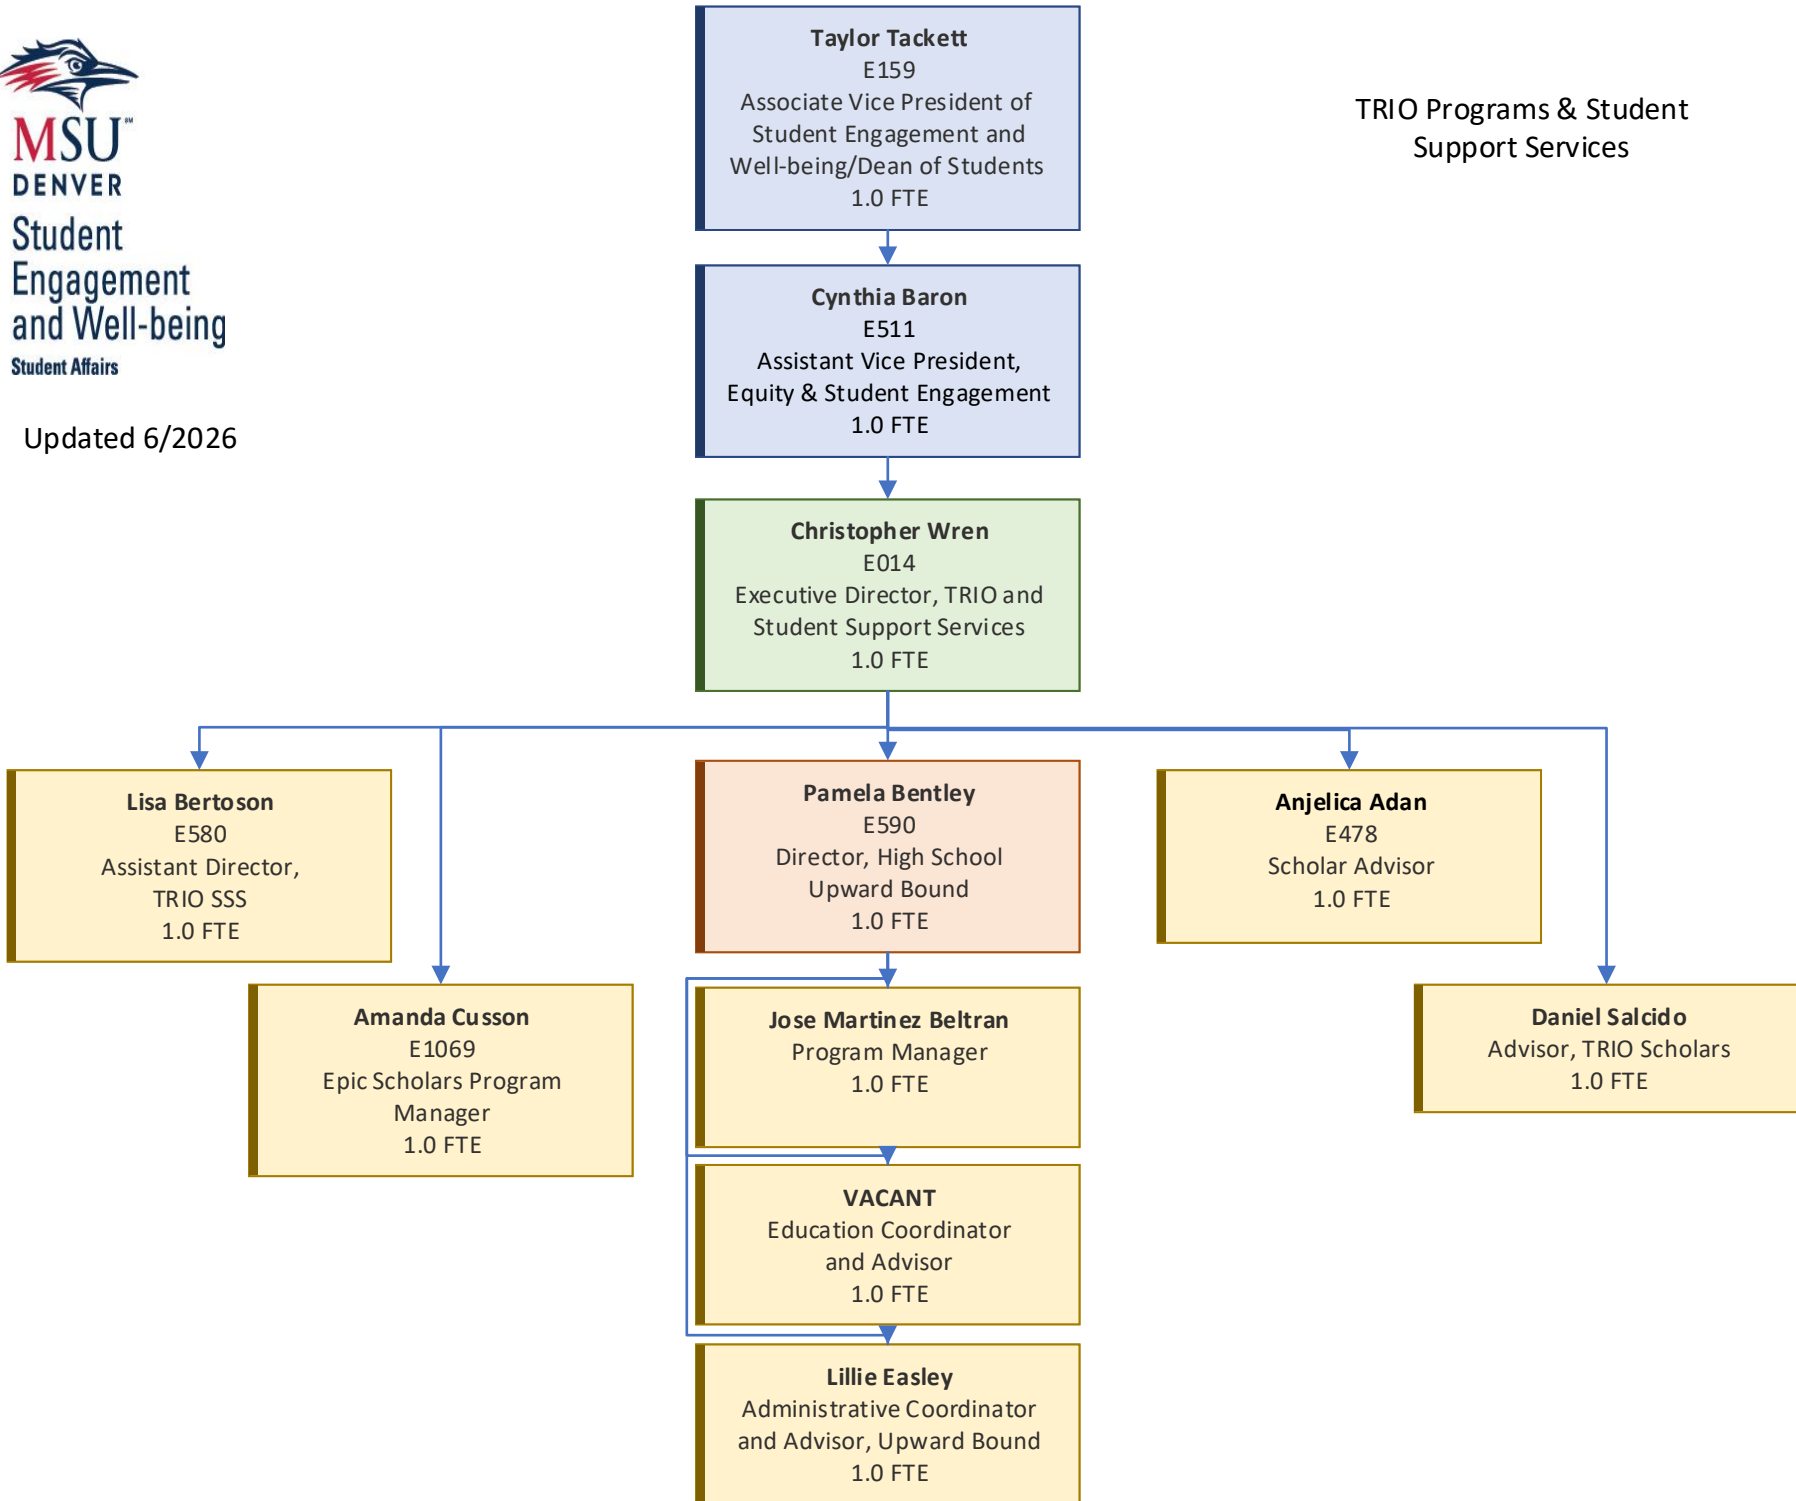 MSU
DENVER
Student
Engagement
and Well-being
Student Affairs
Updated 6/2026
TRIO Programs & Student
Support Services
Taylor Tackett
E159
Associate Vice President of
Student Engagement and
Well-being/Dean of Students
1.0 FTE
Cynthia Baron
E511
Assistant Vice President,
Equity & Student Engagement
1.0 FTE
Christopher Wren
E014
Executive Director, TRIO and
Student Support Services
1.0 FTE
Lisa Bertoson
E580
Assistant Director,
TRIO SSS
1.0 FTE
Amanda Cusson
E1069
Epic Scholars Program
Manager
1.0 FTE
Pamela Bentley
E590
Director, High School
Upward Bound
1.0 FTE
Jose Martinez Beltran
Program Manager
1.0 FTE
VACANT
Education Coordinator
and Advisor
1.0 FTE
Lillie Easley
Administrative Coordinator
and Advisor, Upward Bound
1.0 FTE
Anjelica Adan
E478
Scholar Advisor
1.0 FTE
Daniel Salcido
Advisor, TRIO Scholars
1.0 FTE